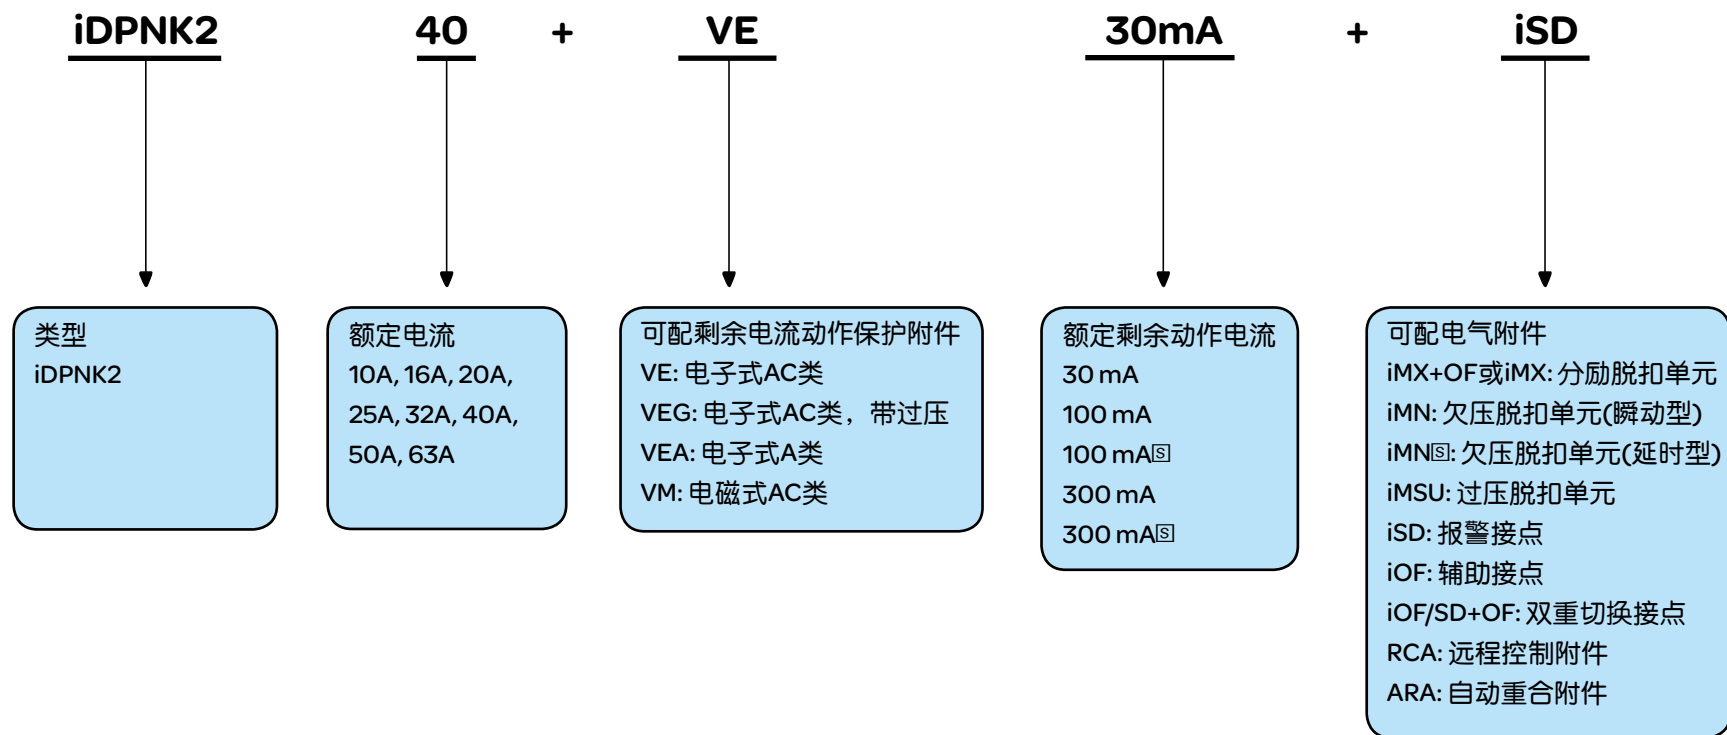 iDPNK2 40 + VE 30mA + iSD
类型
iDPNK2
额定电流
10A, 16A, 20A,
25A, 32A, 40A,
50A, 63A
可配剩余电流动作保护附件
VE: 电子式AC类
VEG: 电子式AC类，带过压
VEA: 电子式A类
VM: 电磁式AC类
额定剩余动作电流
30 mA
100 mA
100 mA🅂
300 mA
300 mA🅂
可配电气附件
iMX+OF或iMX: 分励脱扣单元
iMN: 欠压脱扣单元(瞬动型)
iMN🅂: 欠压脱扣单元(延时型)
iMSU: 过压脱扣单元
iSD: 报警接点
iOF: 辅助接点
iOF/SD+OF: 双重切换接点
RCA: 远程控制附件
ARA: 自动重合附件